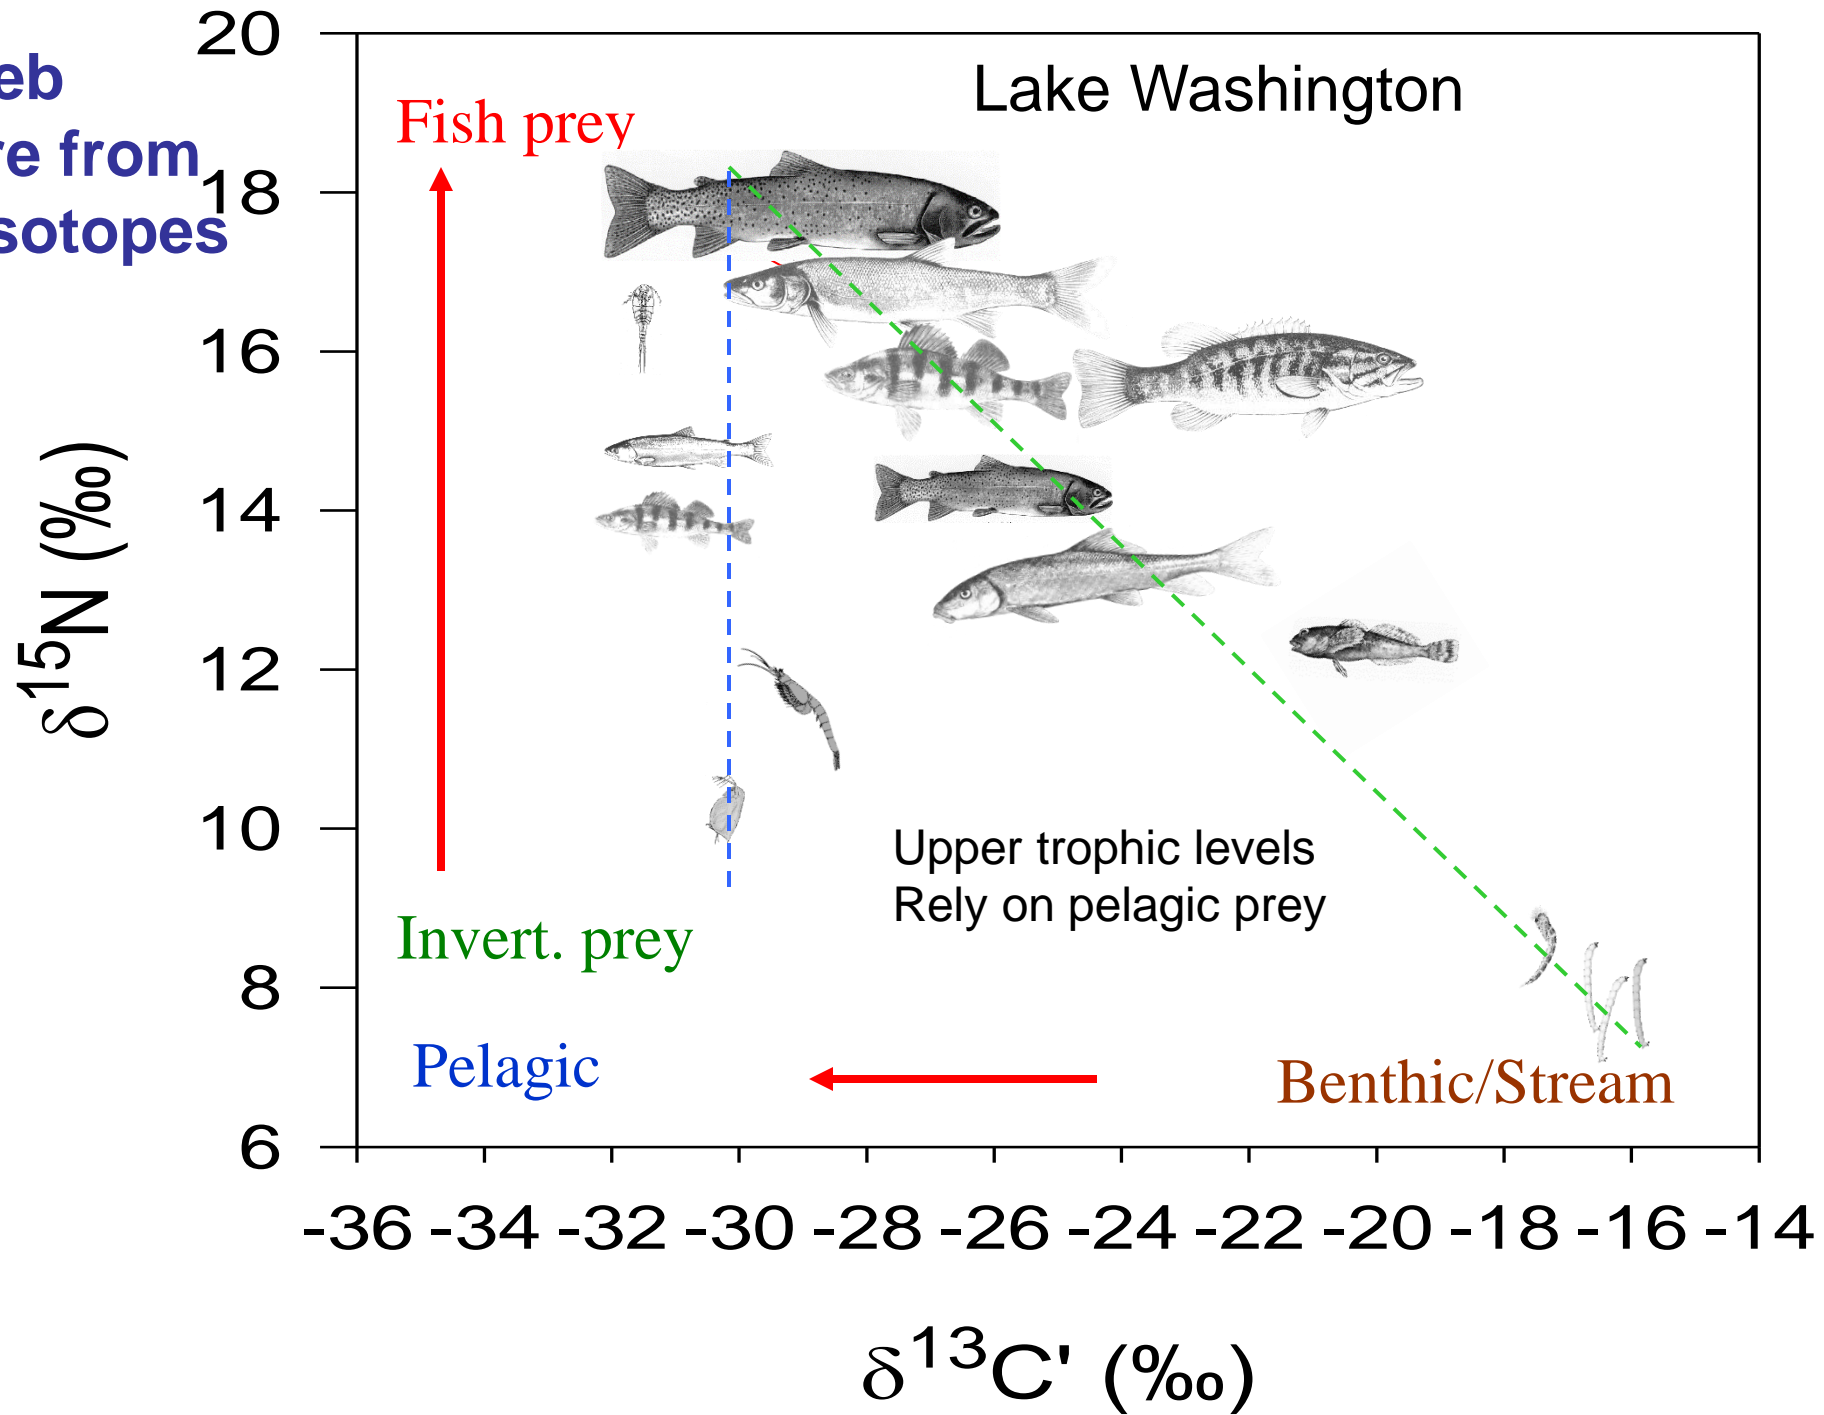 eb
re from
sotopes
Lake Washington
Fish prey
Upper trophic levels
Rely on pelagic prey
Invert. prey
Pelagic
Benthic/Stream
20
18
16
14
12
10
8
6
δ15N (‰)
-36 -34 -32 -30 -28 -26 -24 -22 -20 -18 -16 -14
δ13C' (‰)